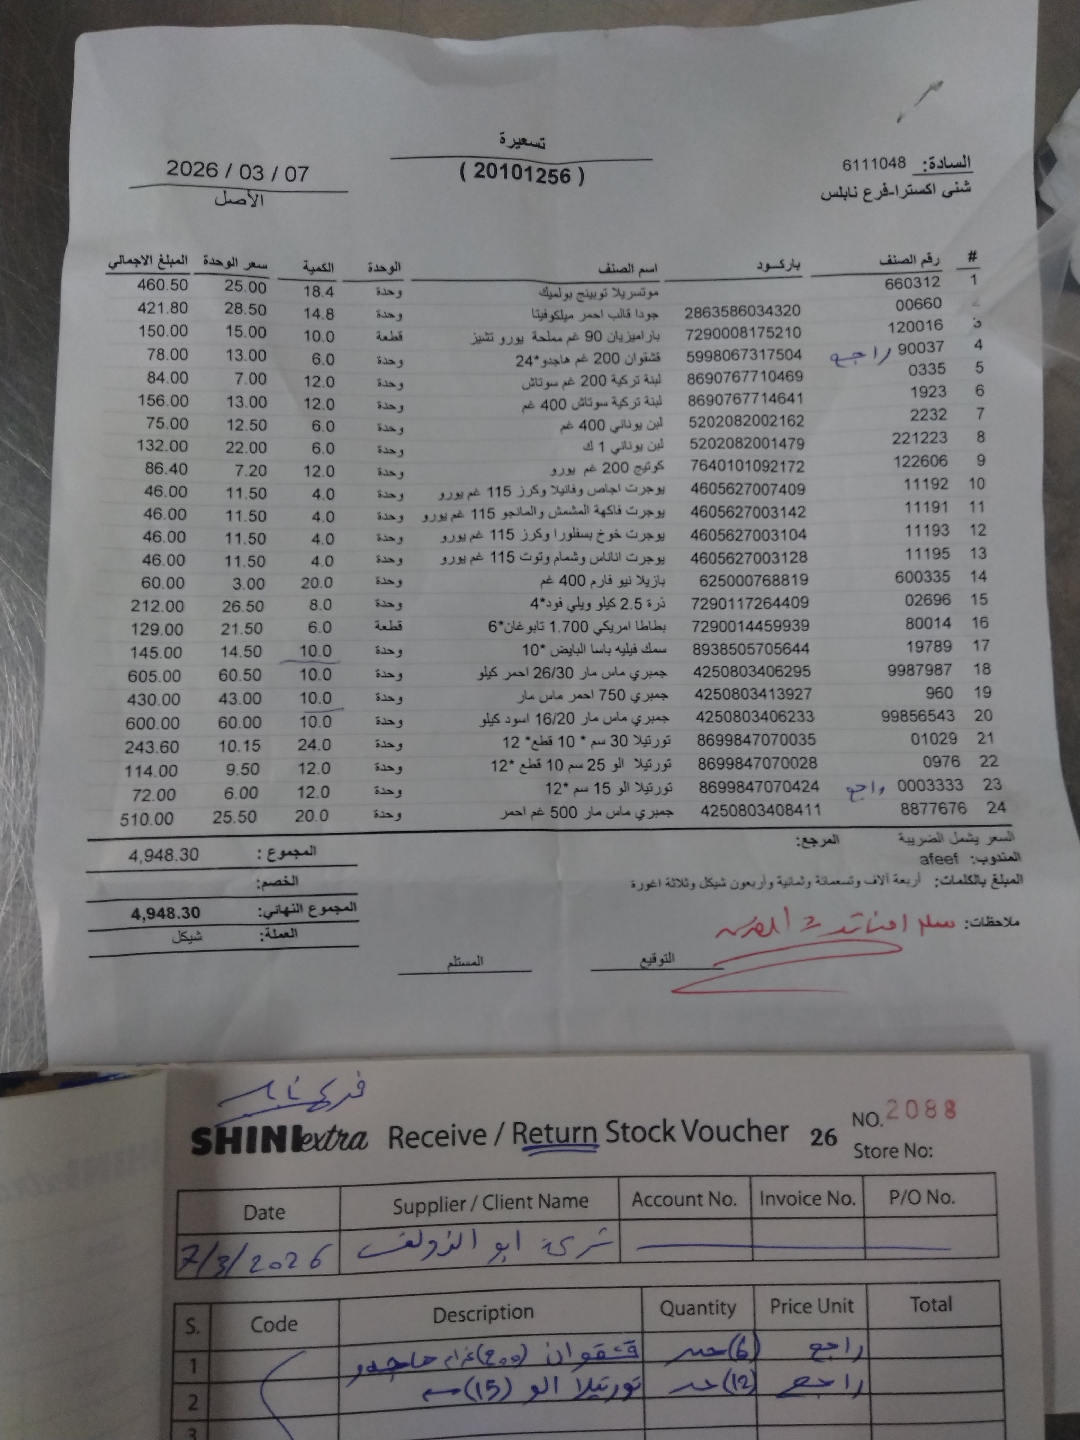 تسعيرة
السادة: 6111048
( 20101256 )
2026 / 03 / 07
شنى اكسترا-فرع نابلس
الأصل
# رقم الصنف باركود اسم الصنف الوحدة الكمية سعر الوحدة المبلغ الاجمالي
1 660312 موتسريلا توبينج بولميك وحدة 18.4 25.00 460.50
00660 2863586034320 جودا قالب احمر ميلكوفيتا وحدة 14.8 28.50 421.80
3 120016 7290008175210 باراميزيان 90 غم مملحة يورو تشيز قطعة 10.0 15.00 150.00
4 90037 راجع 5998067317504 قشقوان 200 غم هاجدو*24 وحدة 6.0 13.00 78.00
5 0335 8690767710469 لبنة تركية 200 غم سوتاش وحدة 12.0 7.00 84.00
6 1923 8690767714641 لبنة تركية سوتاش 400 غم وحدة 12.0 13.00 156.00
7 2232 5202082002162 لبن يوناني 400 غم وحدة 6.0 12.50 75.00
8 221223 5202082001479 لبن يوناني 1 ك وحدة 6.0 22.00 132.00
9 122606 7640101092172 كوتيج 200 غم يورو وحدة 12.0 7.20 86.40
10 11192 4605627007409 يوجرت اجاص وفانيلا وكرز 115 غم يورو وحدة 4.0 11.50 46.00
11 11191 4605627003142 يوجرت فاكهة المشمش والمانجو 115 غم يورو وحدة 4.0 11.50 46.00
12 11193 4605627003104 يوجرت خوخ بسفلورا وكرز 115 غم يورو وحدة 4.0 11.50 46.00
13 11195 4605627003128 يوجرت اناناس وشمام وتوت 115 غم يورو وحدة 4.0 11.50 46.00
14 600335 625000768819 بازيلا نيو فارم 400 غم وحدة 20.0 3.00 60.00
15 02696 7290117264409 ذرة 2.5 كيلو ويلي فود*4 وحدة 8.0 26.50 212.00
16 80014 7290014459939 بطاطا امريكي 1.700 تابوغان*6 قطعة 6.0 21.50 129.00
17 19789 8938505705644 سمك فيليه باسا البايض *10 وحدة 10.0 14.50 145.00
18 9987987 4250803406295 جمبري ماس مار 26/30 احمر كيلو وحدة 10.0 60.50 605.00
19 960 4250803413927 جمبري 750 احمر ماس مار وحدة 10.0 43.00 430.00
20 99856543 4250803406233 جمبري ماس مار 16/20 اسود كيلو وحدة 10.0 60.00 600.00
21 01029 8699847070035 تورتيلا 30 سم * 10 قطع* 12 وحدة 24.0 10.15 243.60
22 0976 8699847070028 تورتيلا الو 25 سم 10 قطع *12 وحدة 12.0 9.50 114.00
23 0003333 راجع 8699847070424 تورتيلا الو 15 سم *12 وحدة 12.0 6.00 72.00
24 8877676 4250803408411 جمبري ماس مار 500 غم احمر وحدة 20.0 25.50 510.00
السعر يشمل الضريبة المرجع:
المجموع : 4,948.30
المندوب: afeef
الخصم:
المبلغ بالكلمات: أربعة آلاف وتسعمائة وثمانية وأربعون شيكل وثلاثة اغورة
المجموع النهائي: 4,948.30
العملة: شيكل
ملاحظات:
التوقيع
المستلم
فرع نابلس
SHINI extra Receive / Return Stock Voucher 26 NO. 2088
Store No:
Date Supplier / Client Name Account No. Invoice No. P/O No.
7/3/2026 شركة ابو الزولف
S. Code Description Quantity Price Unit Total
1 قشقوان (200) غرام هاجدو (6) حبه راجع
2 تورتيلا الو (15) سم (12) حبه راجع
3